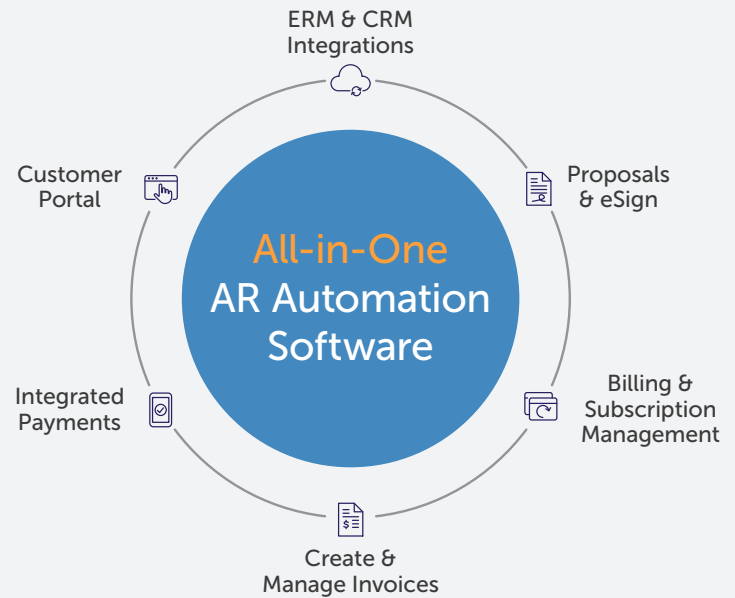 ERM & CRM
Integrations
Customer
Portal
Proposals
& eSign
All-in-One
AR Automation
Software
Integrated
Payments
Billing &
Subscription
Management
Create &
Manage Invoices